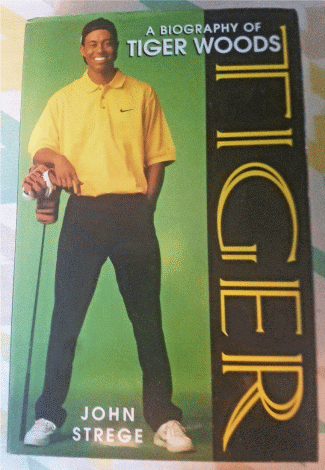 A BIOGRAPHY OF
TIGER WOODS
TIGER
JOHN
STREGE